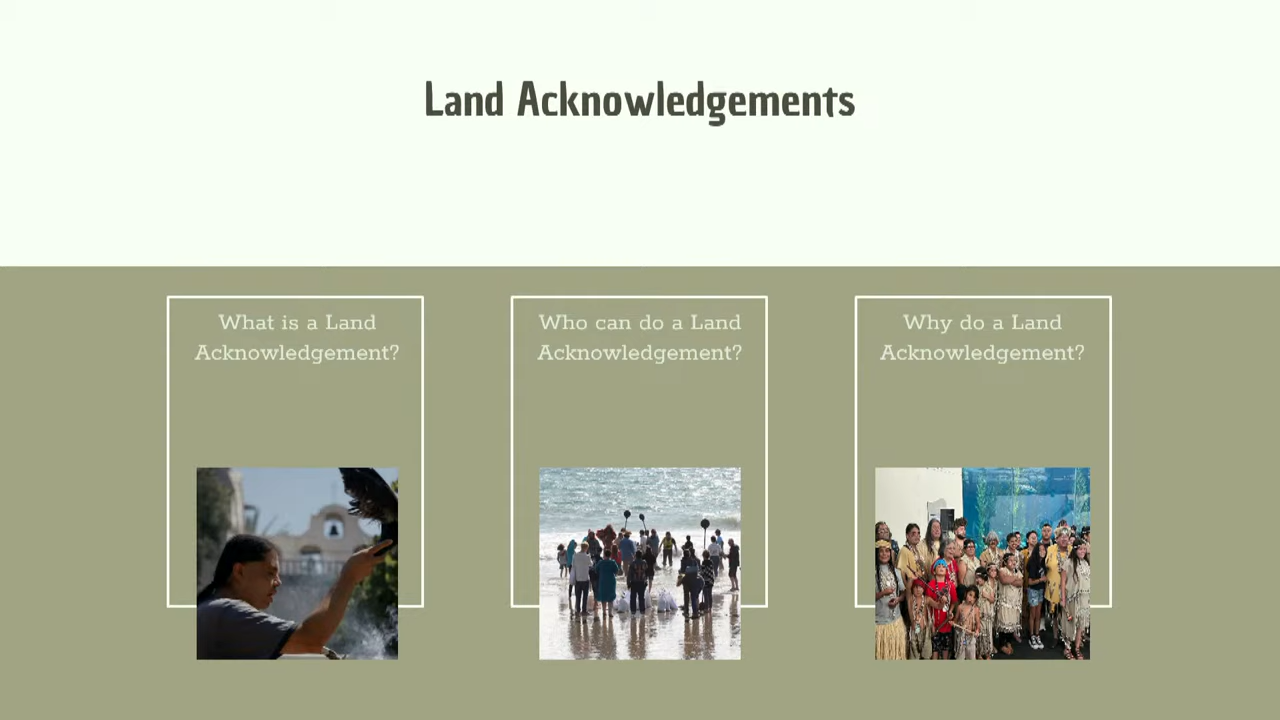 Land Acknowledgements
What is a Land
Acknowledgement?
Who can do a Land
Acknowledgement?
Why do a Land
Acknowledgement?